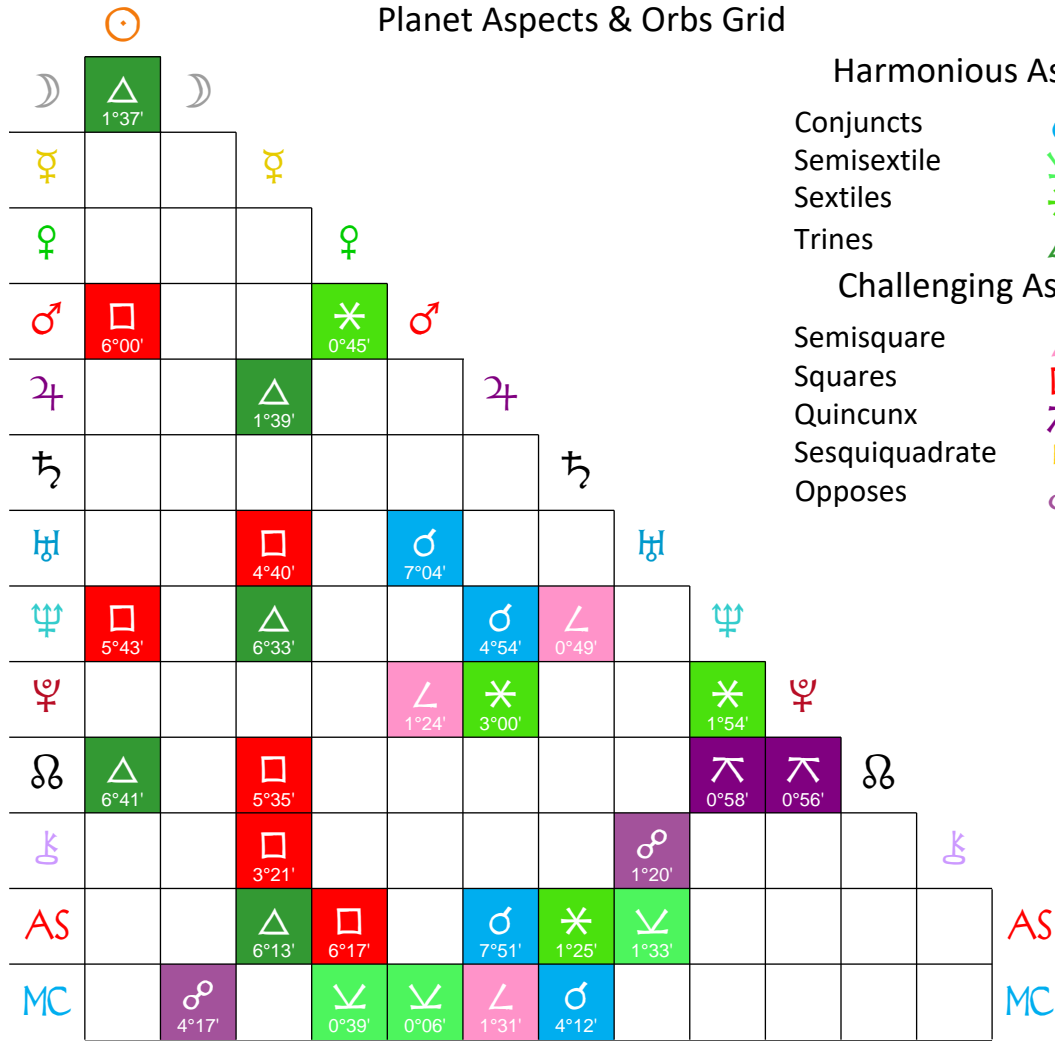 Planet Aspects & Orbs Grid
Harmonious As
Conjuncts
Semisextile
Sextiles
Trines
Challenging As
Semisquare
Squares
Quincunx
Sesquiquadrate
Opposes
☉
☽ △ ☽
1°37'
☿ ☿
♀ ♀
♂ □ ⚹ ♂
6°00' 0°45'
♃ △ ♃
1°39'
♄ ♄
♅ □ ☌ ♅
4°40' 7°04'
♆ □ △ ☌ ∠ ♆
5°43' 6°33' 4°54' 0°49'
♇ ∠ ⚹ ⚹ ♇
1°24' 3°00' 1°54'
☊ △ □ ⚻ ⚻ ☊
6°41' 5°35' 0°58' 0°56'
⚷ □ ☍ ⚷
3°21' 1°20'
AS △ □ ☌ ⚹ ⚺ AS
6°13' 6°17' 7°51' 1°25' 1°33'
MC ☍ ⚺ ⚺ ∠ ☌ MC
4°17' 0°39' 0°06' 1°31' 4°12'